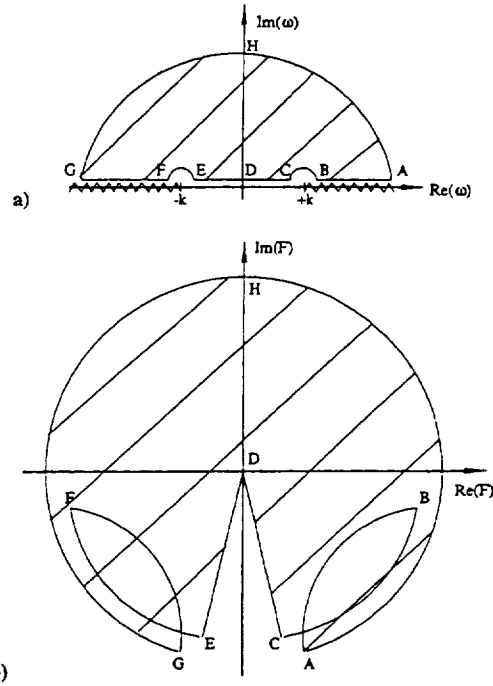 Im(ω)
H
G F E D C B A
-k +k Re(ω)
a)
Im(F)
H
D
F B Re(F)
E C
G A
)